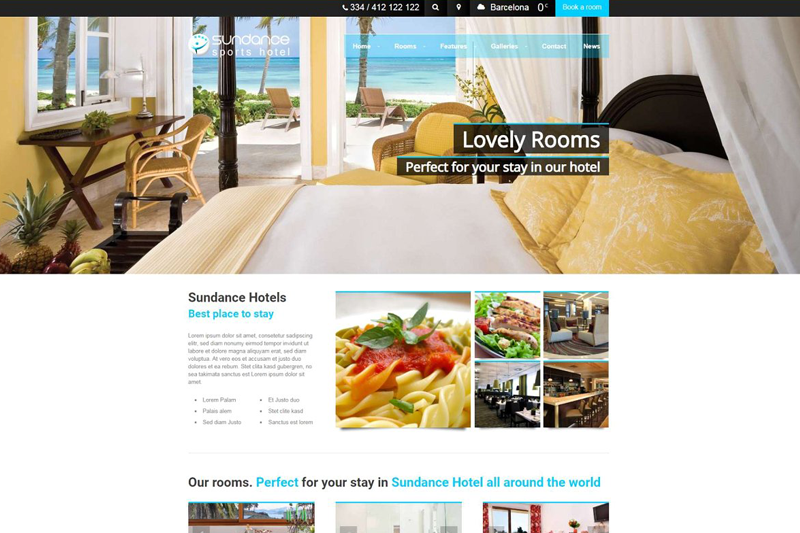 334 / 412 122 122
Barcelona 0 c
Book a room
sundance
sports hotel
Home Rooms Features Galleries Contact News
Lovely Rooms
Perfect for your stay in our hotel
Sundance Hotels
Best place to stay
Lorem ipsum dolor sit amet, consetetur sadipscing
elitr, sed diam nonumy eirmod tempor invidunt ut
labore et dolore magna aliquyam erat, sed diam
voluptua. At vero eos et accusam et justo duo
dolores et ea rebum. Stet clita kasd gubergren, no
sea takimata sanctus est Lorem ipsum dolor sit
amet.
Lorem Palam
Palais alem
Sed diam Justo
Et Justo duo
Stet clita kasd
Sanctus est lorem
Our rooms. Perfect for your stay in Sundance Hotel all around the world